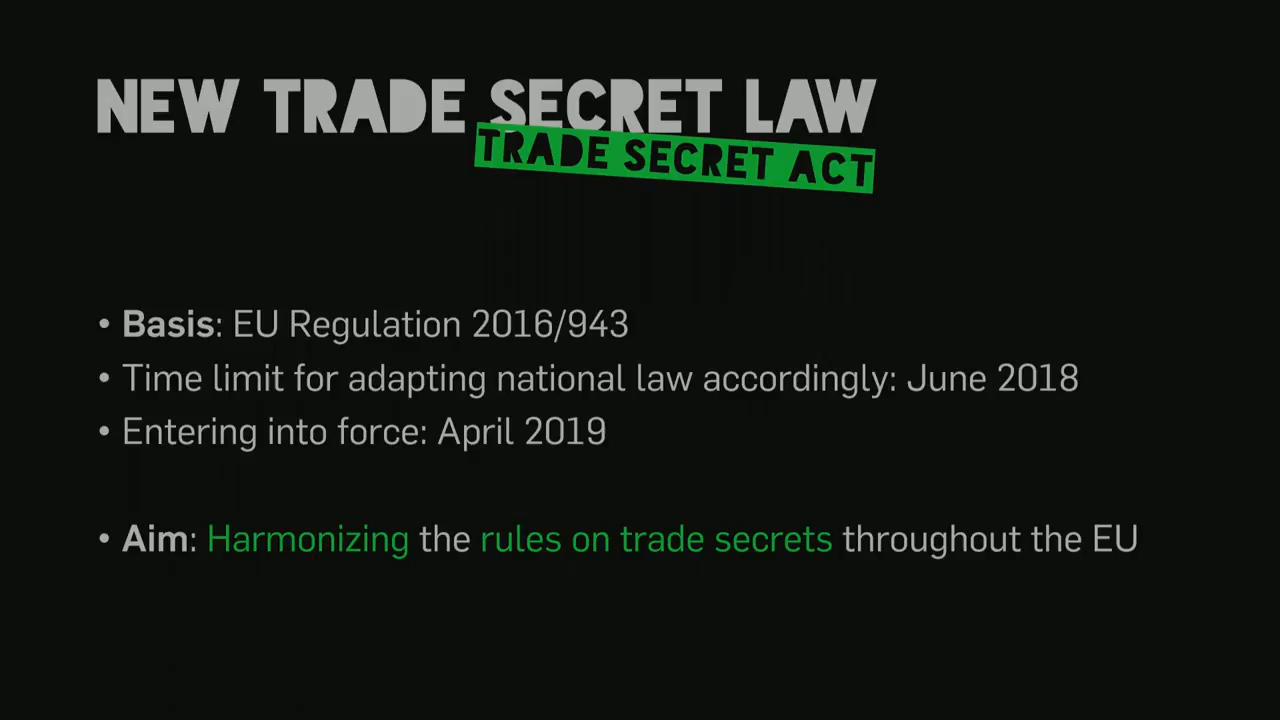 NEW TRADE SECRET LAW
TRADE SECRET ACT
• Basis: EU Regulation 2016/943
• Time limit for adapting national law accordingly: June 2018
• Entering into force: April 2019
• Aim: Harmonizing the rules on trade secrets throughout the EU